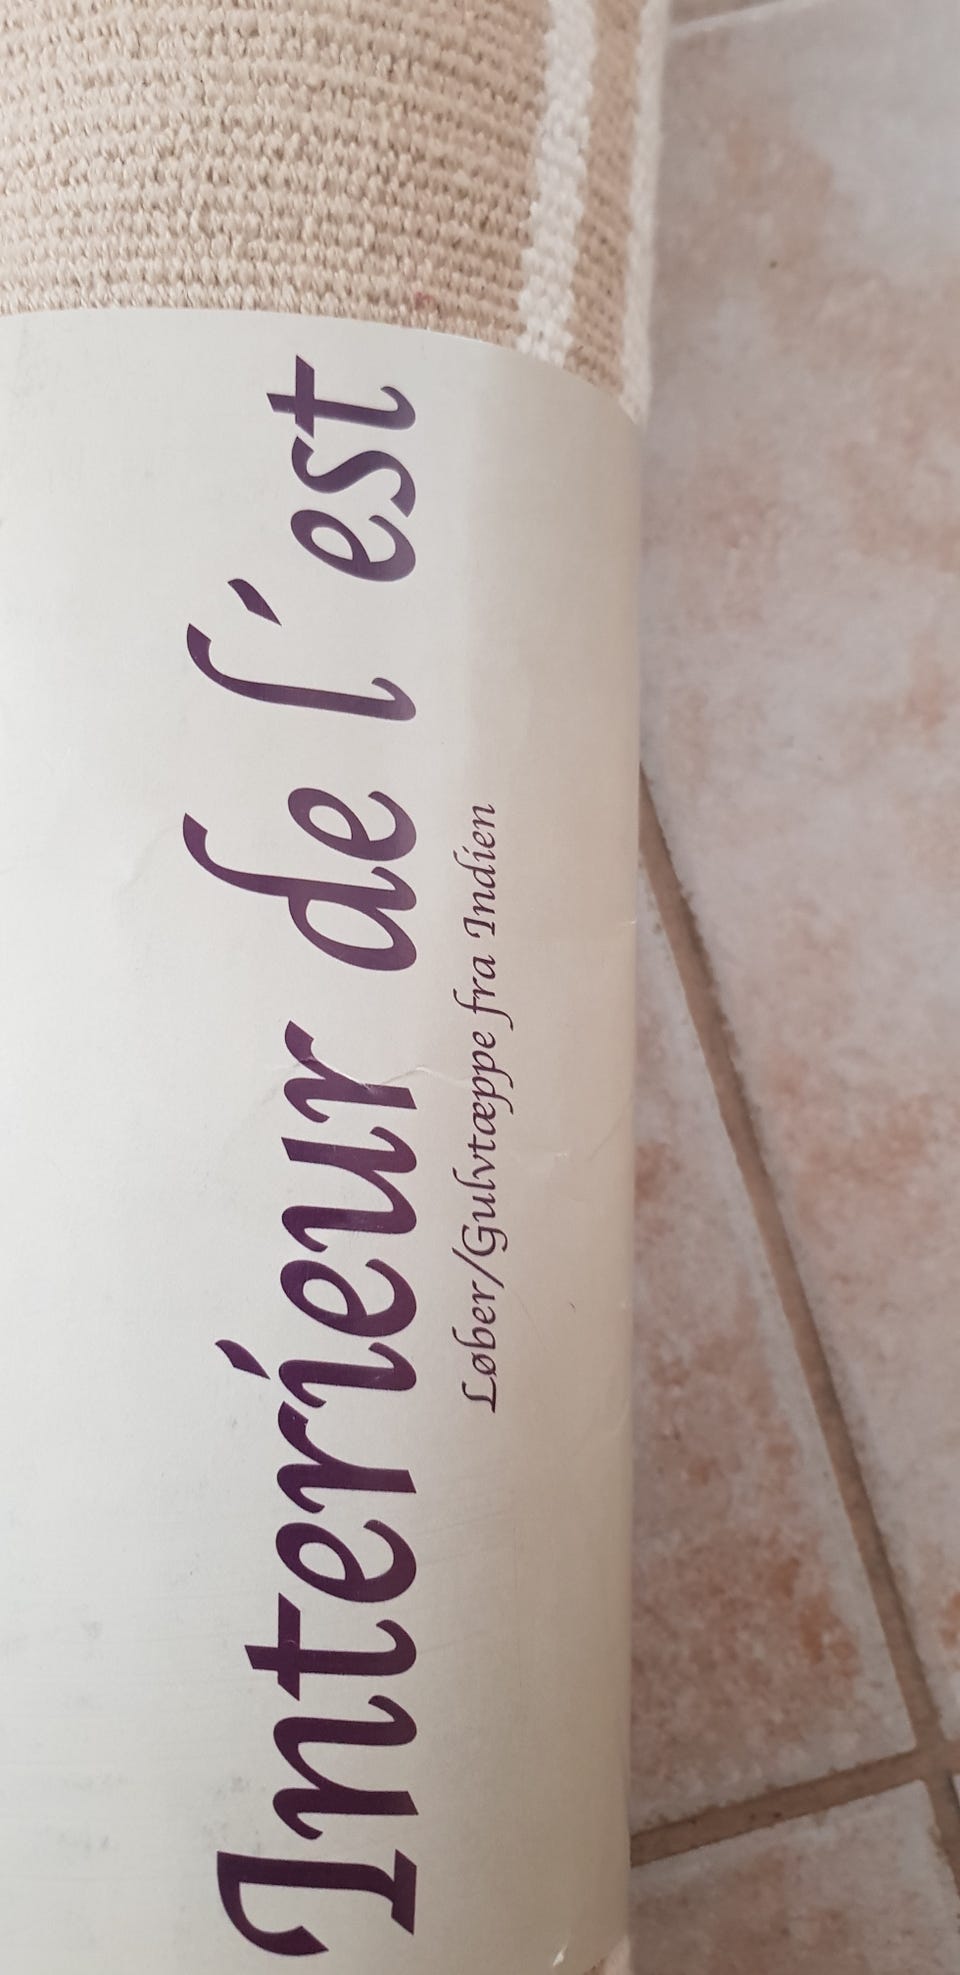 Interieur de l'est
Løber/Gulvtæppe fra Indien